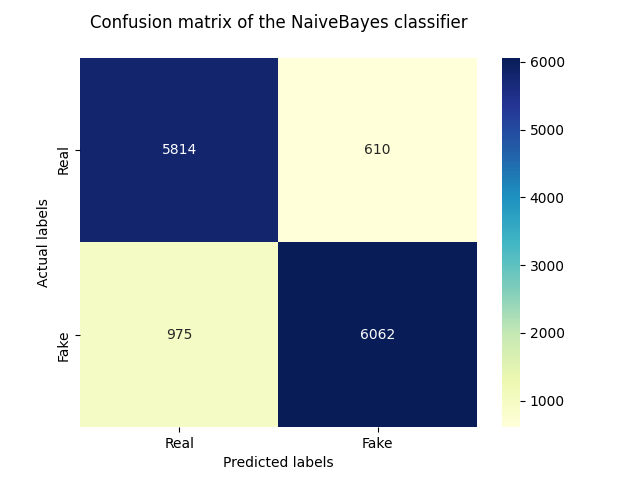 Confusion matrix of the NaiveBayes classifier
Actual labels
Real
5814
610
Fake
975
6062
Real
Fake
Predicted labels
6000
5000
4000
3000
2000
1000